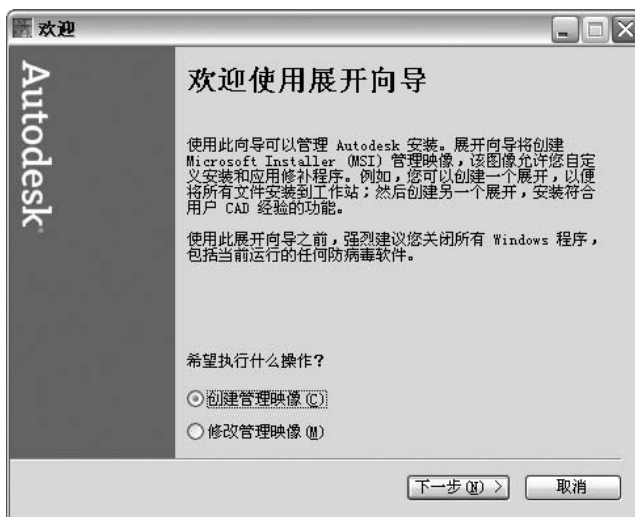 欢迎
Autodesk
欢迎使用展开向导
使用此向导可以管理 Autodesk 安装。展开向导将创建
Microsoft Installer (MSI) 管理映像，该图像允许您自定
义安装和应用修补程序。例如，您可以创建一个展开，以便
将所有文件安装到工作站；然后创建另一个展开，安装符合
用户 CAD 经验的功能。
使用此展开向导之前，强烈建议您关闭所有 Windows 程序，
包括当前运行的任何防病毒软件。
希望执行什么操作？
创建管理映像(C)
修改管理映像(M)
下一步(N) >
取消